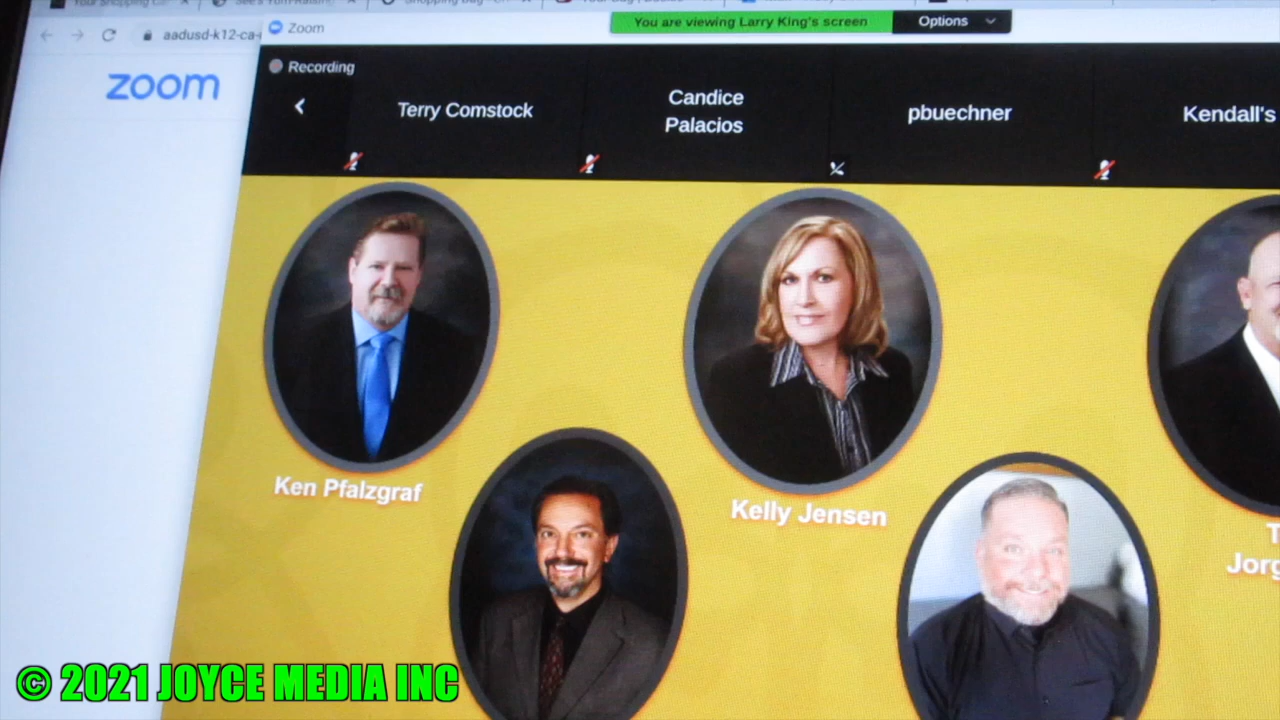 You are viewing Larry King's screen
Options
aadusd-k12-ca-
Zoom
zoom
Recording
Terry Comstock
Candice
Palacios
pbuechner
Kendall's
Ken Pfalzgraf
Kelly Jensen
Jorg
© 2021 JOYCE MEDIA INC